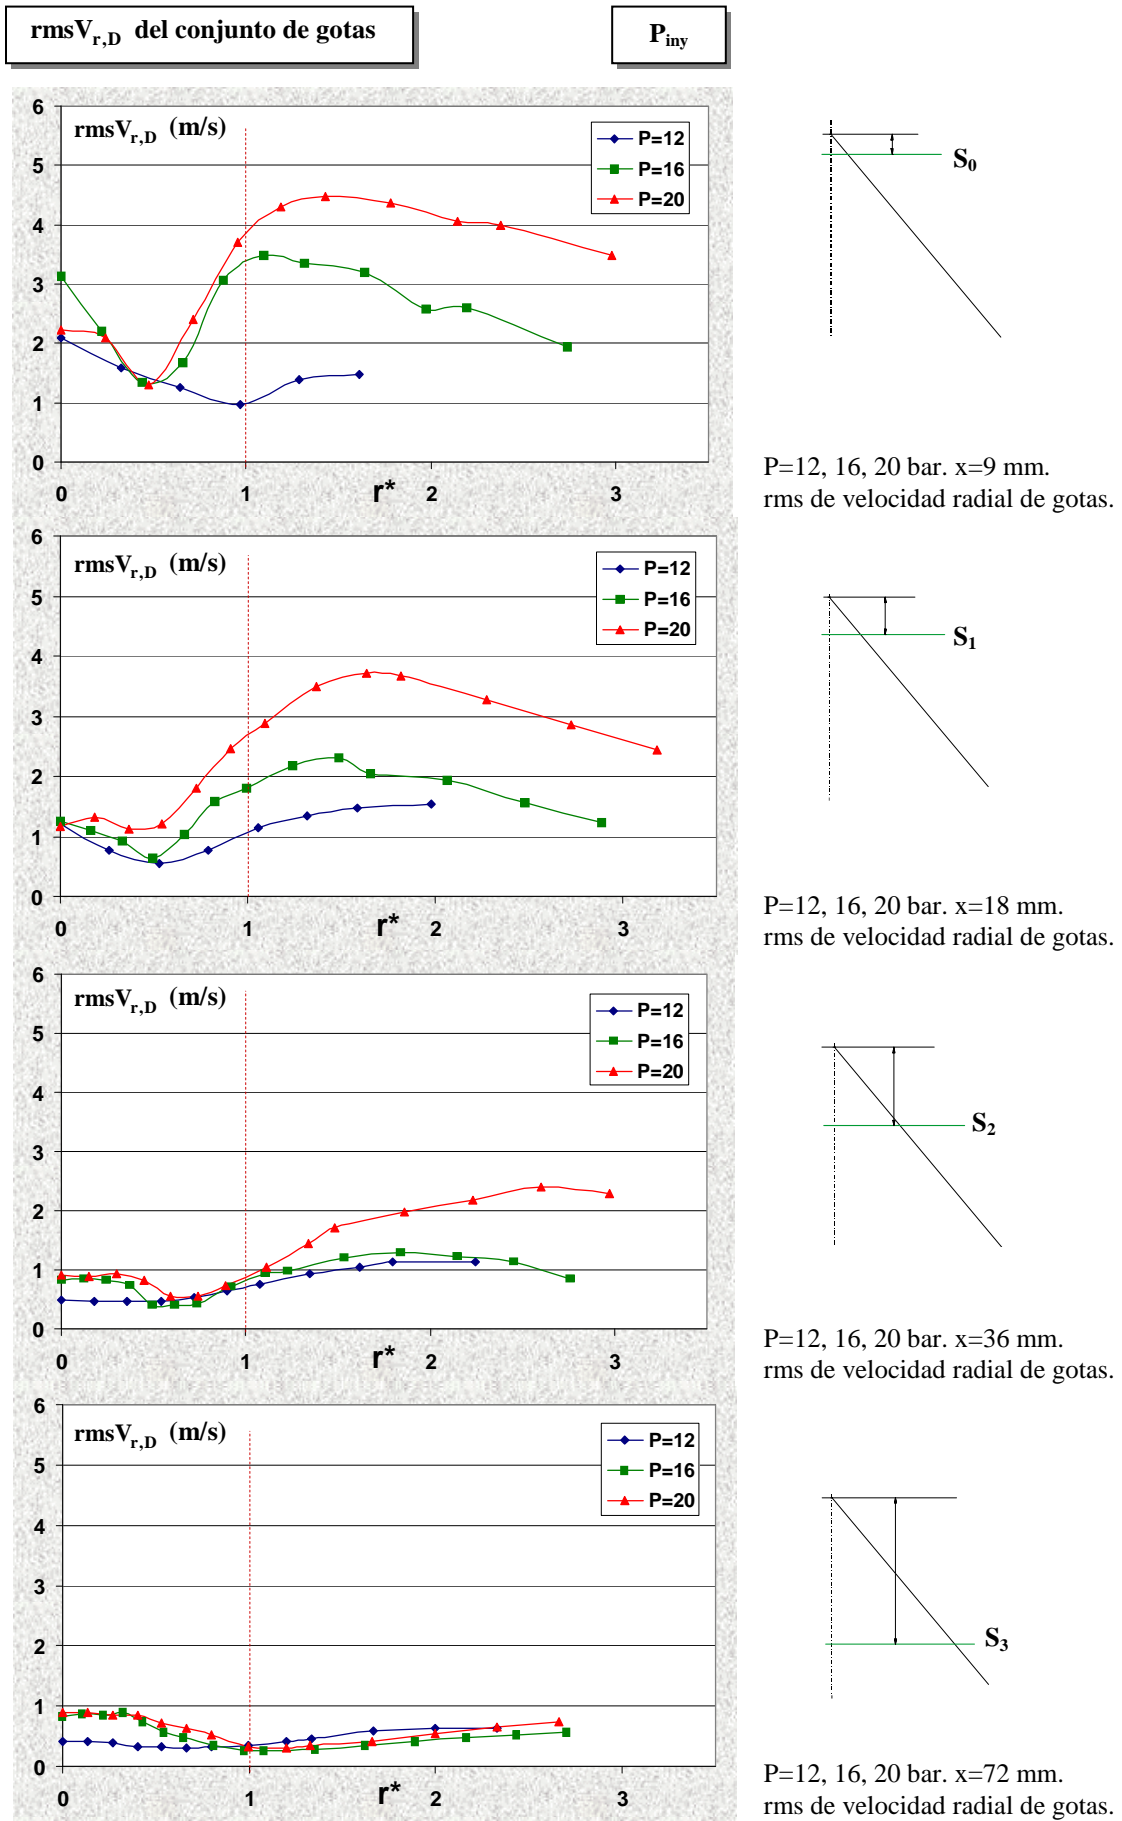 rmsVr,D del conjunto de gotas
Piny
rmsVr,D (m/s)
P=12
P=16
P=20
6
5
4
3
2
1
0
0 1 r* 2 3
S0
P=12, 16, 20 bar. x=9 mm.
rms de velocidad radial de gotas.
rmsVr,D (m/s)
P=12
P=16
P=20
6
5
4
3
2
1
0
0 1 r* 2 3
S1
P=12, 16, 20 bar. x=18 mm.
rms de velocidad radial de gotas.
rmsVr,D (m/s)
P=12
P=16
P=20
6
5
4
3
2
1
0
0 1 r* 2 3
S2
P=12, 16, 20 bar. x=36 mm.
rms de velocidad radial de gotas.
rmsVr,D (m/s)
P=12
P=16
P=20
6
5
4
3
2
1
0
0 1 r* 2 3
S3
P=12, 16, 20 bar. x=72 mm.
rms de velocidad radial de gotas.